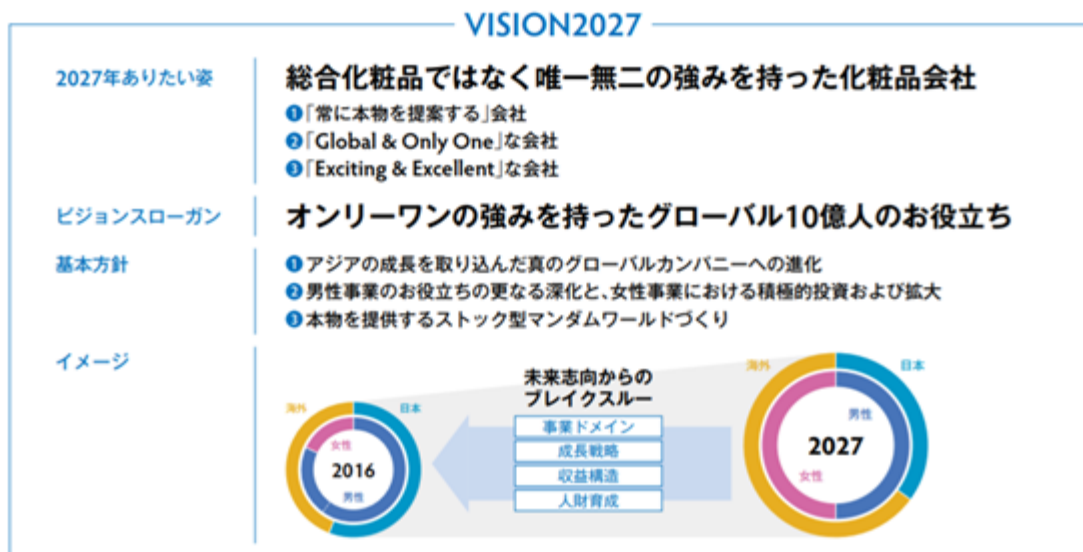 VISION2027
2027年ありたい姿
総合化粧品ではなく唯一無二の強みを持った化粧品会社
❶「常に本物を提案する」会社
❷「Global & Only One」な会社
❸「Exciting & Excellent」な会社
ビジョンスローガン
オンリーワンの強みを持ったグローバル10億人のお役立ち
基本方針
❶アジアの成長を取り込んだ真のグローバルカンパニーへの進化
❷男性事業のお役立ちの更なる深化と、女性事業における積極的投資および拡大
❸本物を提供するストック型マンダムワールドづくり
イメージ
海外
日本
女性
2016
男性
未来志向からの
ブレイクスルー
事業ドメイン
成長戦略
収益構造
人財育成
海外
日本
男性
2027
女性